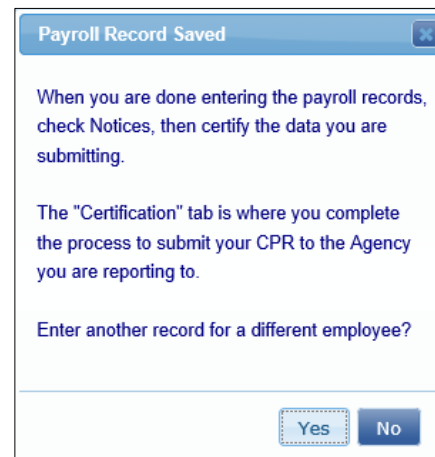 Payroll Record Saved
When you are done entering the payroll records,
check Notices, then certify the data you are
submitting.
The "Certification" tab is where you complete
the process to submit your CPR to the Agency
you are reporting to.
Enter another record for a different employee?
Yes No